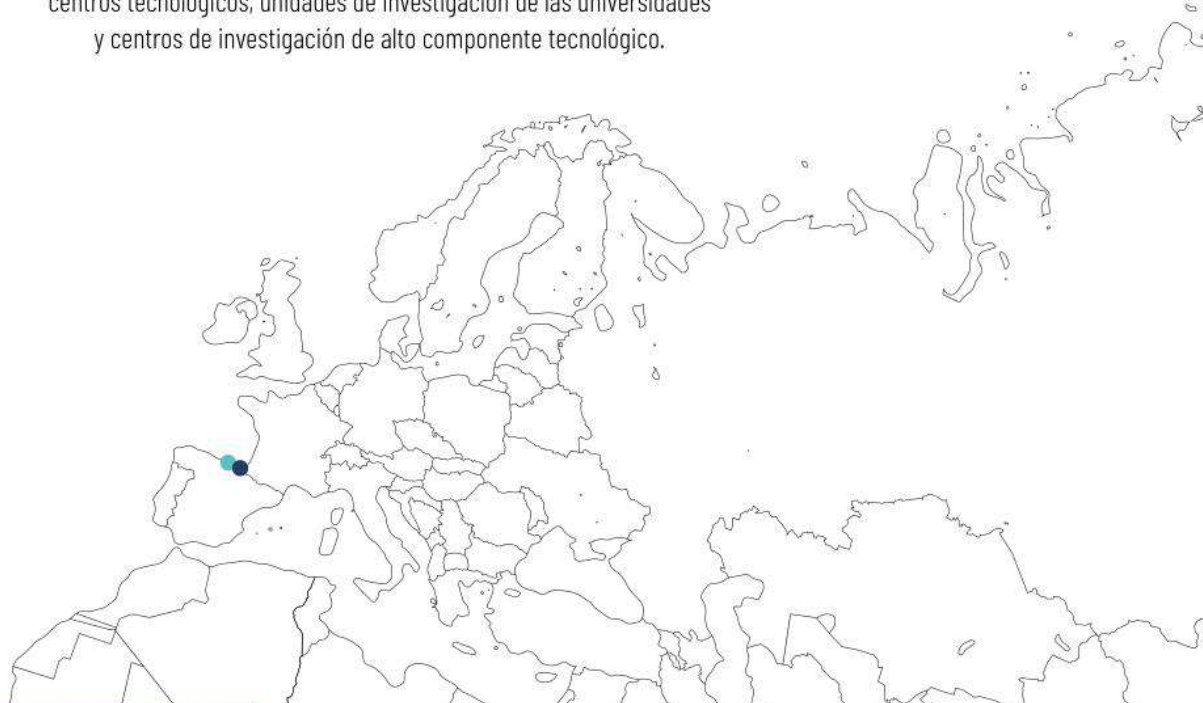 centros tecnológicos, unidades de investigación de las universidades
y centros de investigación de alto componente tecnológico.